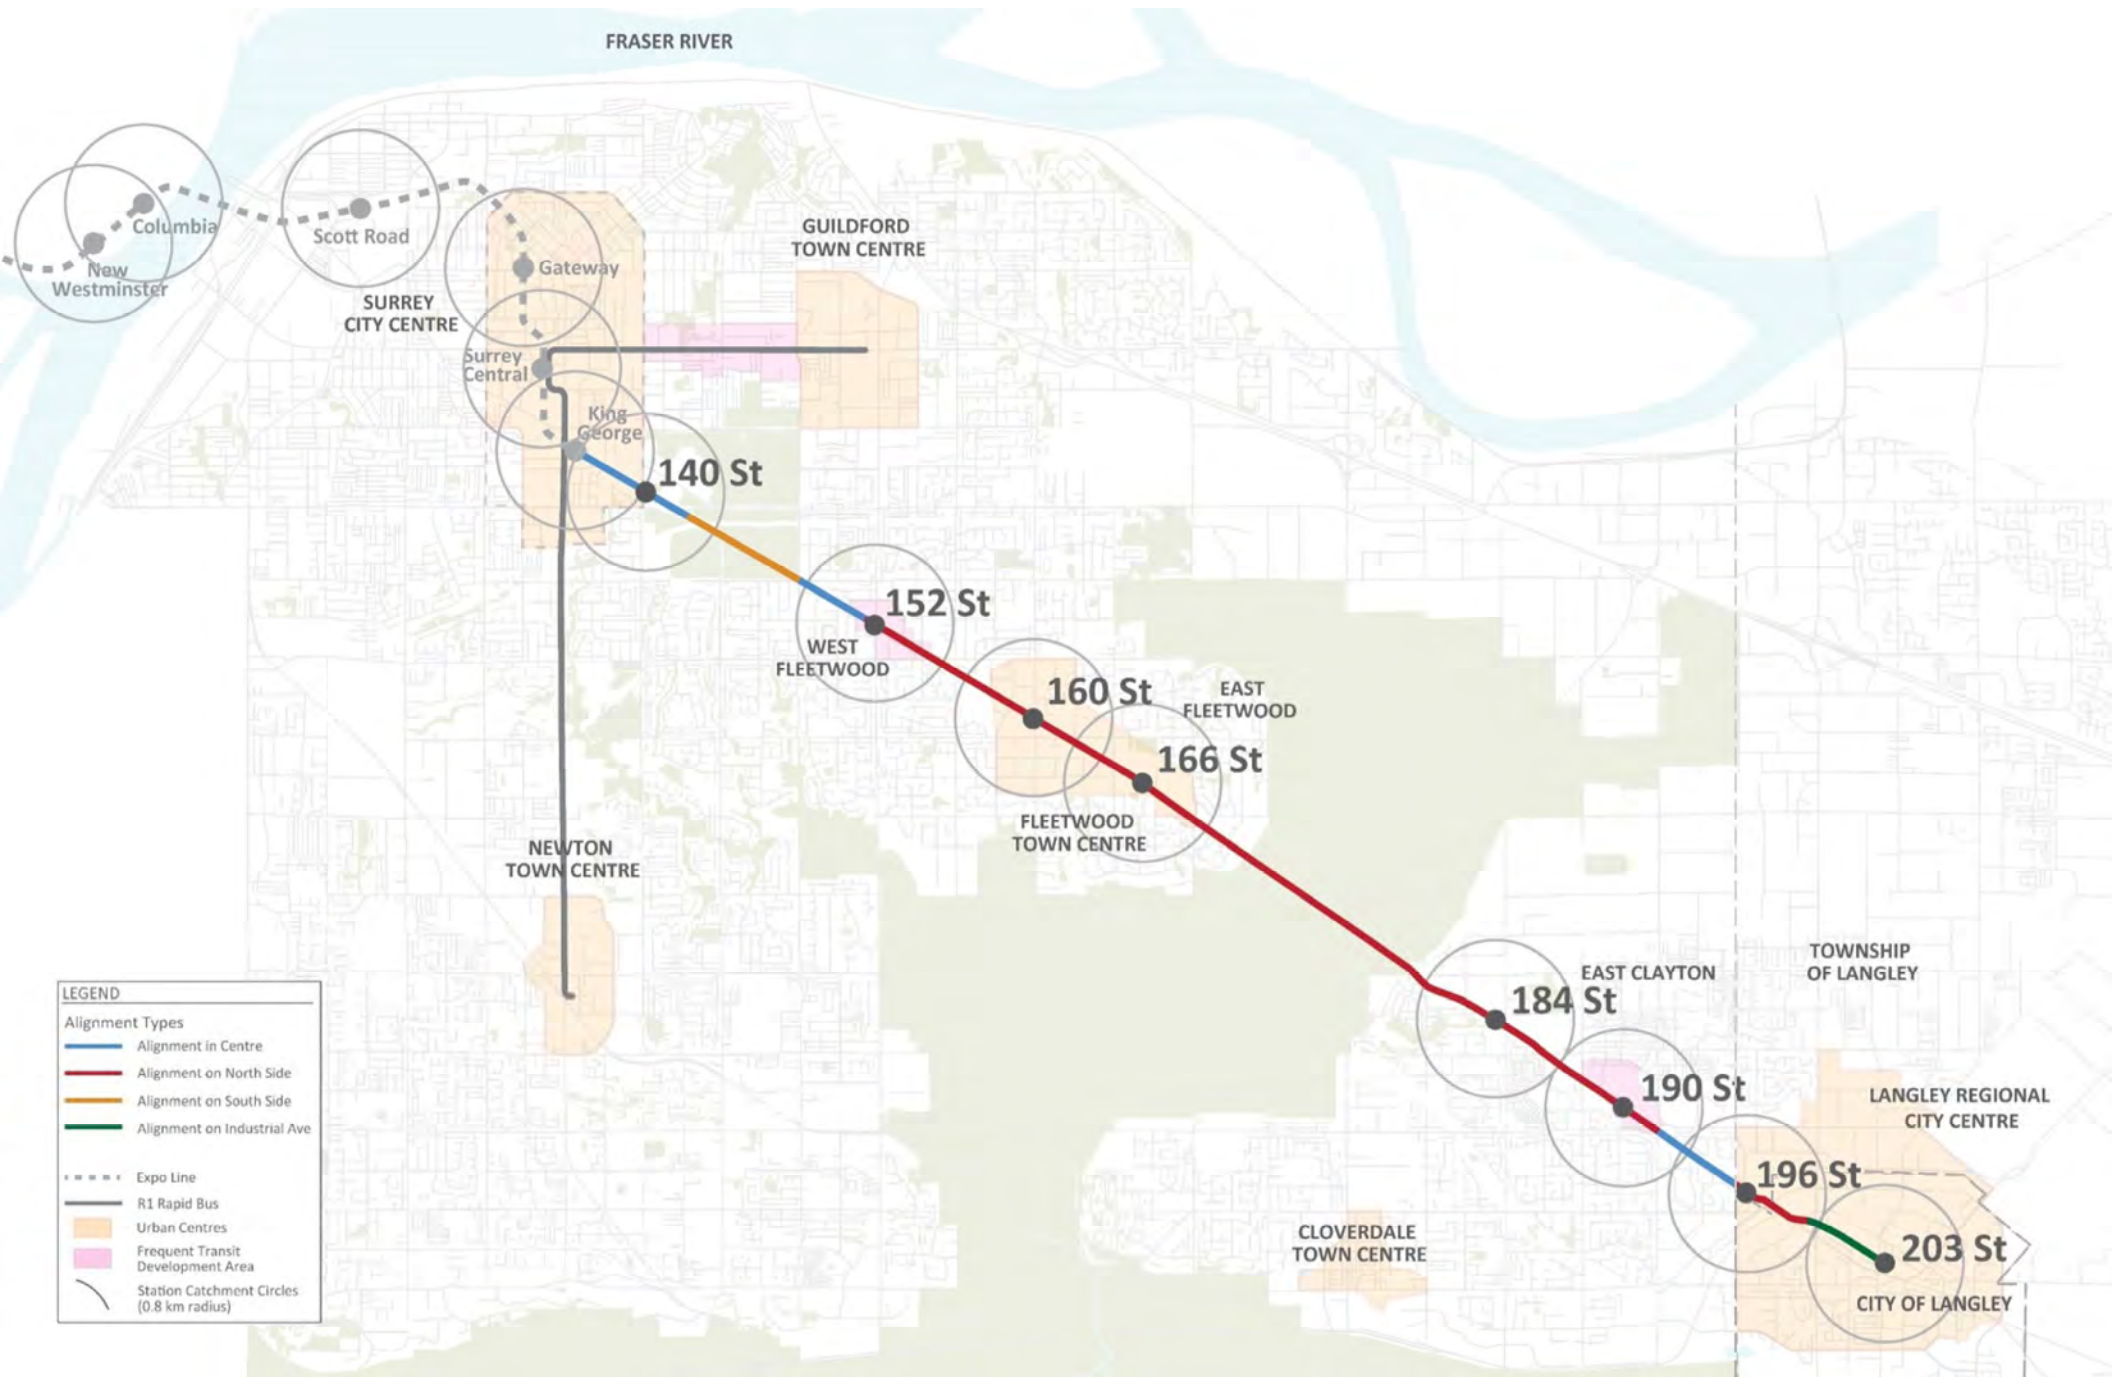 FRASER RIVER
Columbia
New
Westminster
Scott Road
Gateway
SURREY
CITY CENTRE
GUILDFORD
TOWN CENTRE
Surrey
Central
King
George
140 St
152 St
WEST
FLEETWOOD
160 St
EAST
FLEETWOOD
166 St
FLEETWOOD
TOWN CENTRE
NEWTON
TOWN CENTRE
TOWNSHIP
OF LANGLEY
EAST CLAYTON
184 St
190 St
LANGLEY REGIONAL
CITY CENTRE
196 St
CLOVERDALE
TOWN CENTRE
203 St
CITY OF LANGLEY
LEGEND
Alignment Types
Alignment in Centre
Alignment on North Side
Alignment on South Side
Alignment on Industrial Ave
Expo Line
R1 Rapid Bus
Urban Centres
Frequent Transit
Development Area
Station Catchment Circles
(0.8 km radius)